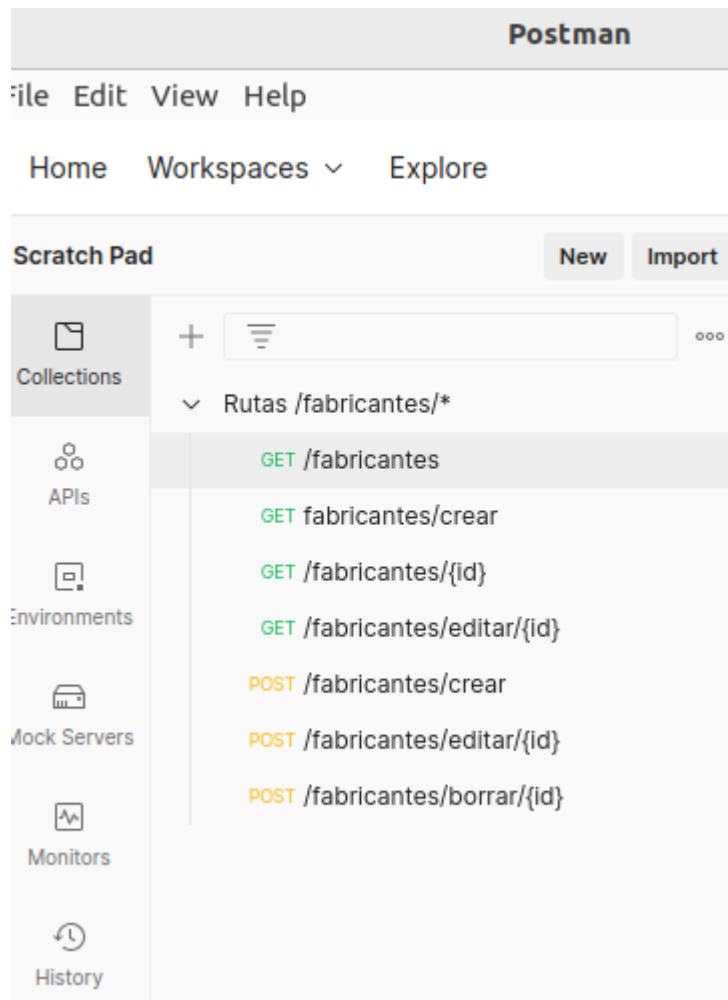 Postman
File Edit View Help
Home Workspaces Explore
Scratch Pad New Import
Collections
Rutas /fabricantes/*
GET /fabricantes
APIs
GET fabricantes/crear
GET /fabricantes/{id}
Environments
GET /fabricantes/editar/{id}
POST /fabricantes/crear
Mock Servers
POST /fabricantes/editar/{id}
POST /fabricantes/borrar/{id}
Monitors
History